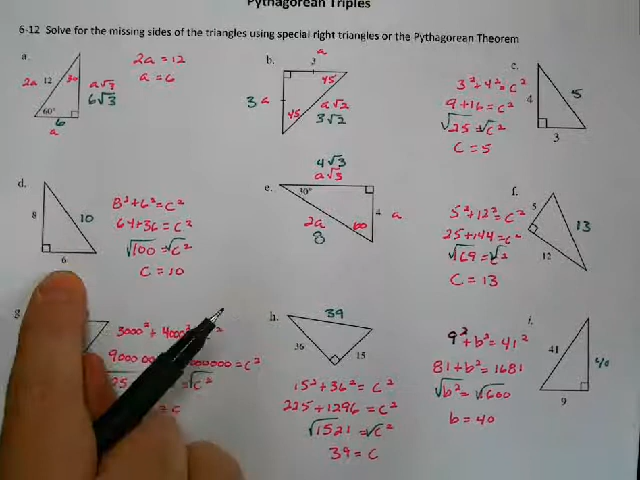 Pythagorean Triples
6-12 Solve for the missing sides of the triangles using special right triangles or the Pythagorean Theorem
a.
2a
12
30
a√3
6√3
60°
6
a
2a = 12
a = 6
b.
a
3
45
3 a
a√2
45
3√2
c.
3² + 4² = c²
9 + 16 = c²
√25 = √c²
c = 5
4
5
3
d.
8
10
6
8² + 6² = c²
64 + 36 = c²
√100 = √c²
c = 10
e.
4√3
a√3
30°
4
a
2a
8
60
f.
5² + 12² = c²
25 + 144 = c²
√169 = √c²
c = 13
5
13
12
g.
3000² + 4000² = c²
= c²
= c
h.
39
36
15
15² + 36² = c²
225 + 1296 = c²
√1521 = √c²
39 = c
i.
9² + b² = 41²
81 + b² = 1681
√b² = √1600
b = 40
41
40
9